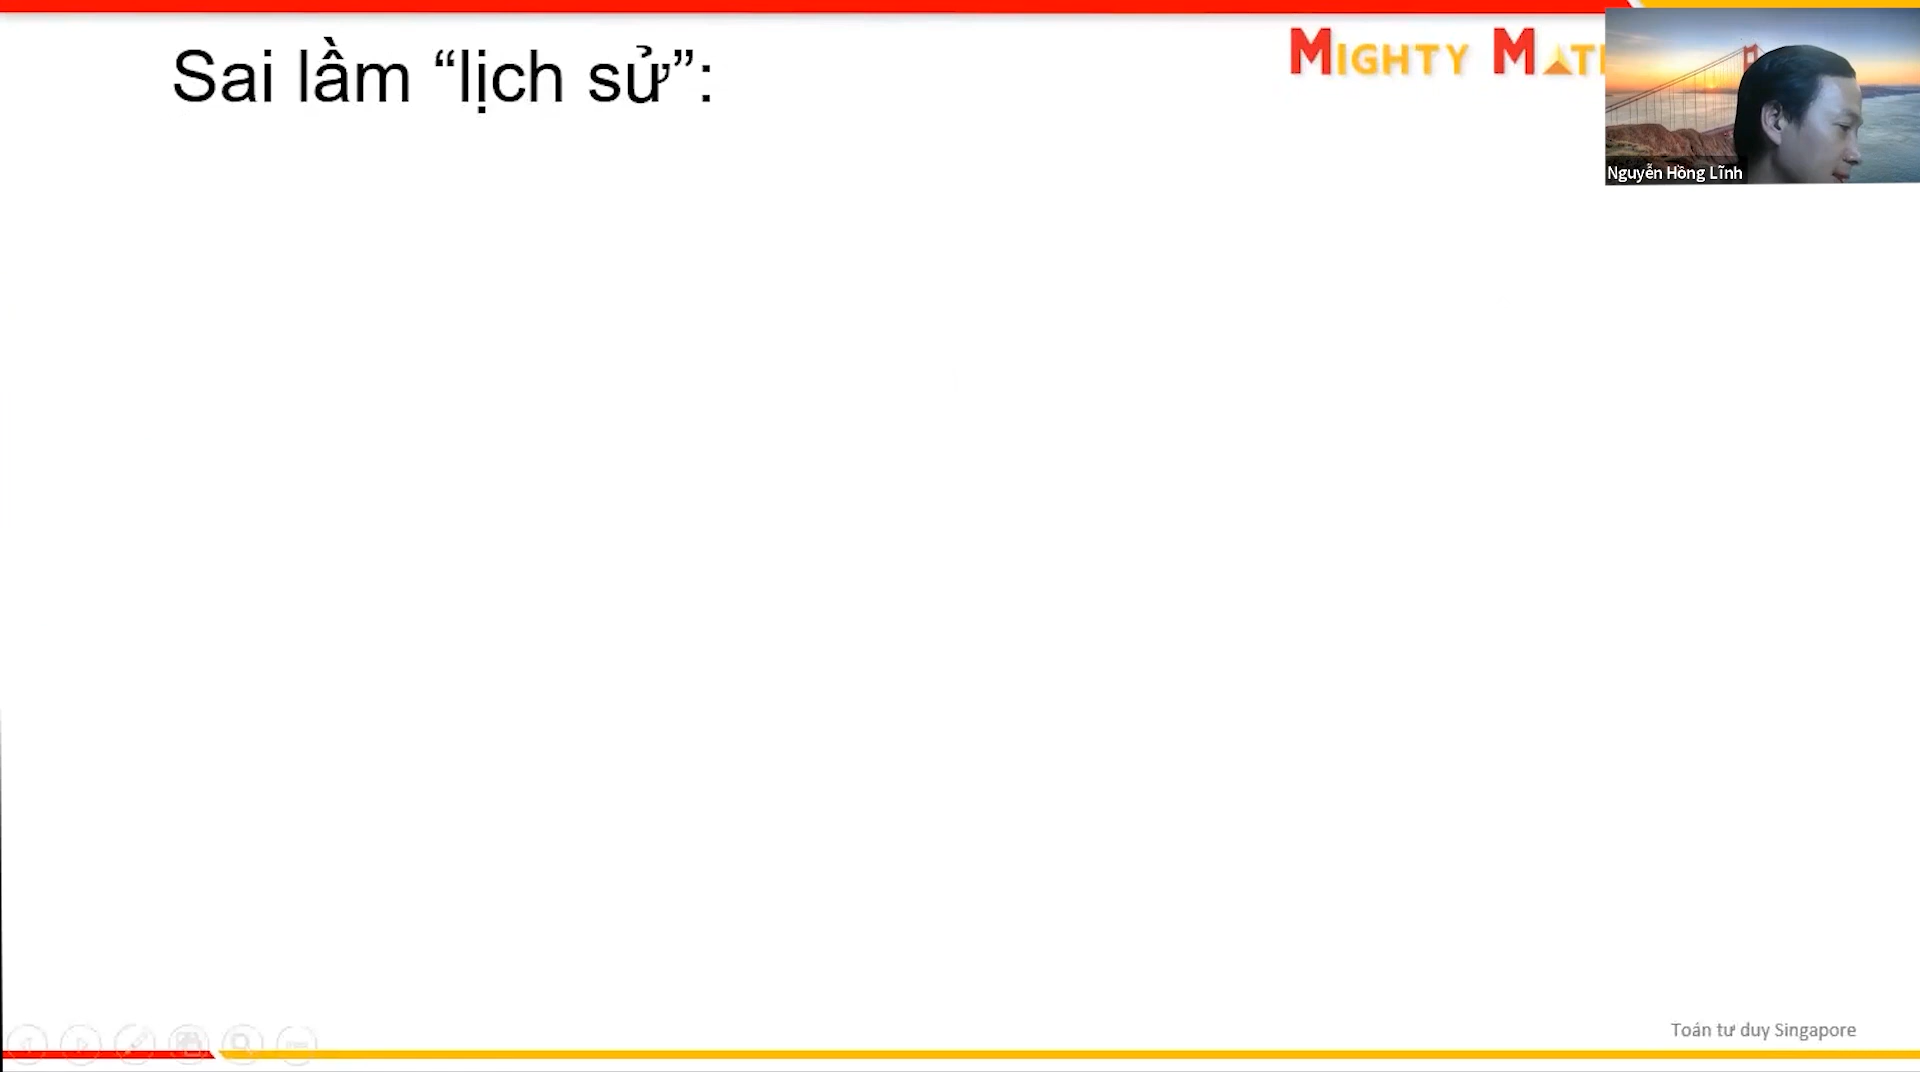 Sai lầm “lịch sử”:
MIGHTY MAT
Nguyễn Hồng Lĩnh
Toán tư duy Singapore